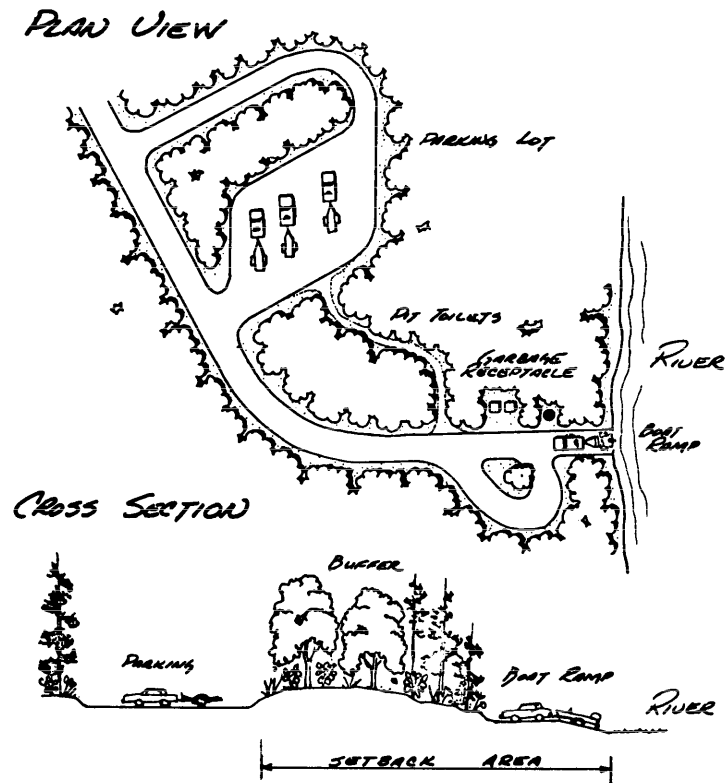 PLAN VIEW
PARKING LOT
PIT TOILETS
GARBAGE
RECEPTACLE
RIVER
BOAT
RAMP
CROSS SECTION
BUFFER
PARKING
BOAT RAMP
RIVER
SETBACK AREA